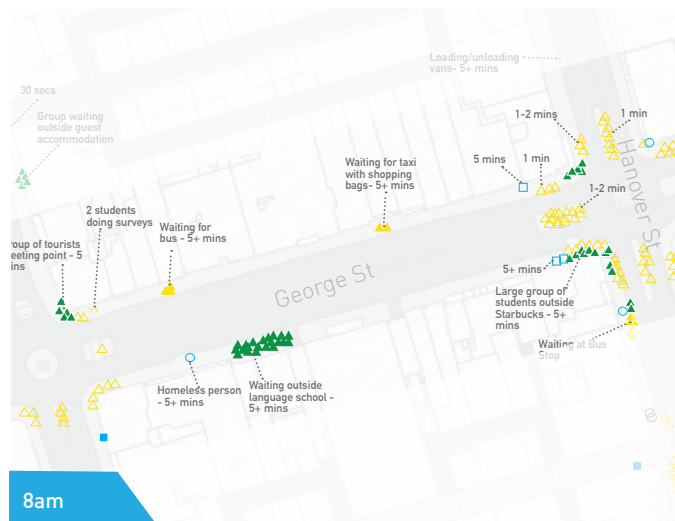 Loading/unloading
vans- 5+ mins
30 secs
Group waiting
outside guest
accommodation
1-2 mins
1 min
Hanover St
Waiting for taxi
with shopping
bags- 5+ mins
5 mins
1 min
1-2 min
2 students
doing surveys
Waiting for
bus - 5+ mins
roup of tourists
eeting point - 5
ins
George St
5+ mins
Large group of
students outside
Starbucks - 5+
mins
Waiting at Bus
Stop
Homeless person
- 5+ mins
Waiting outside
language school -
5+ mins
8am